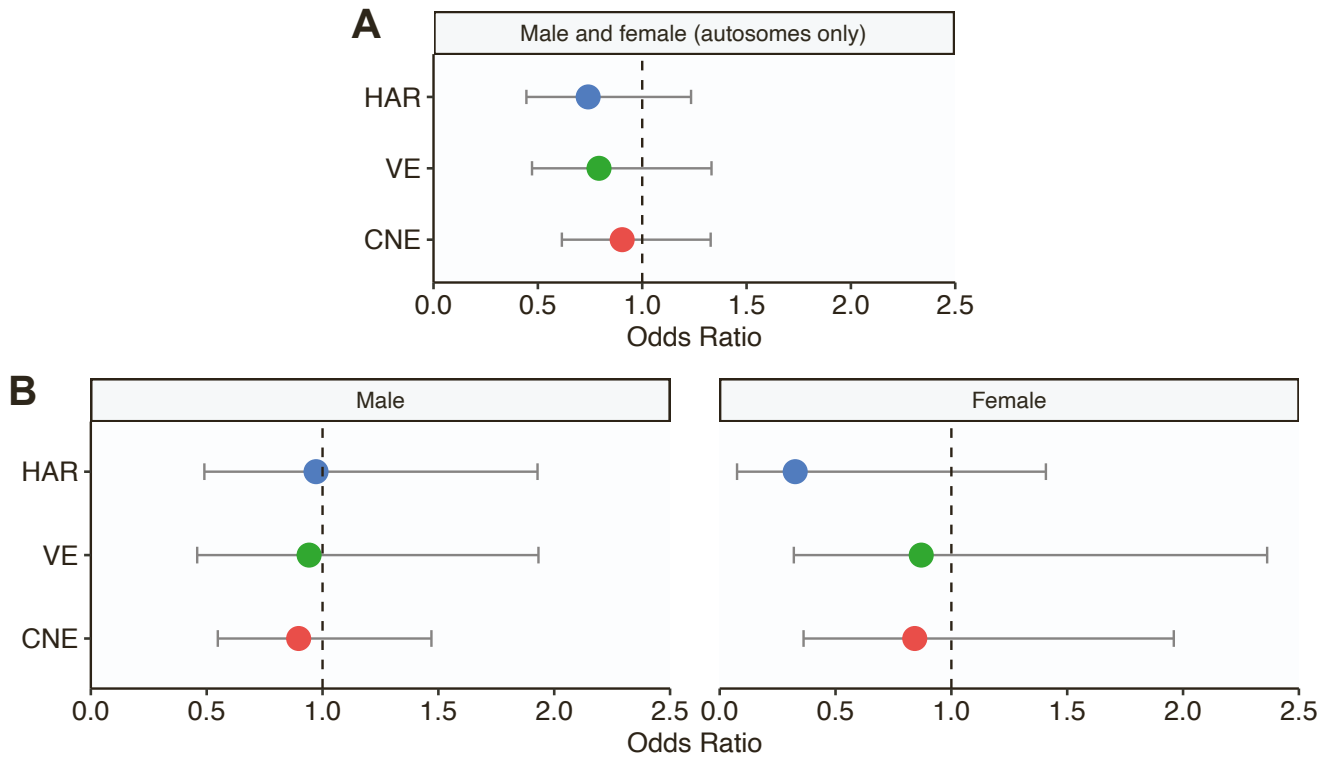 A
Male and female (autosomes only)
HAR
VE
CNE
0.0 0.5 1.0 1.5 2.0 2.5
Odds Ratio
B
Male Female
HAR
VE
CNE
0.0 0.5 1.0 1.5 2.0 2.5 0.0 0.5 1.0 1.5 2.0 2.5
Odds Ratio